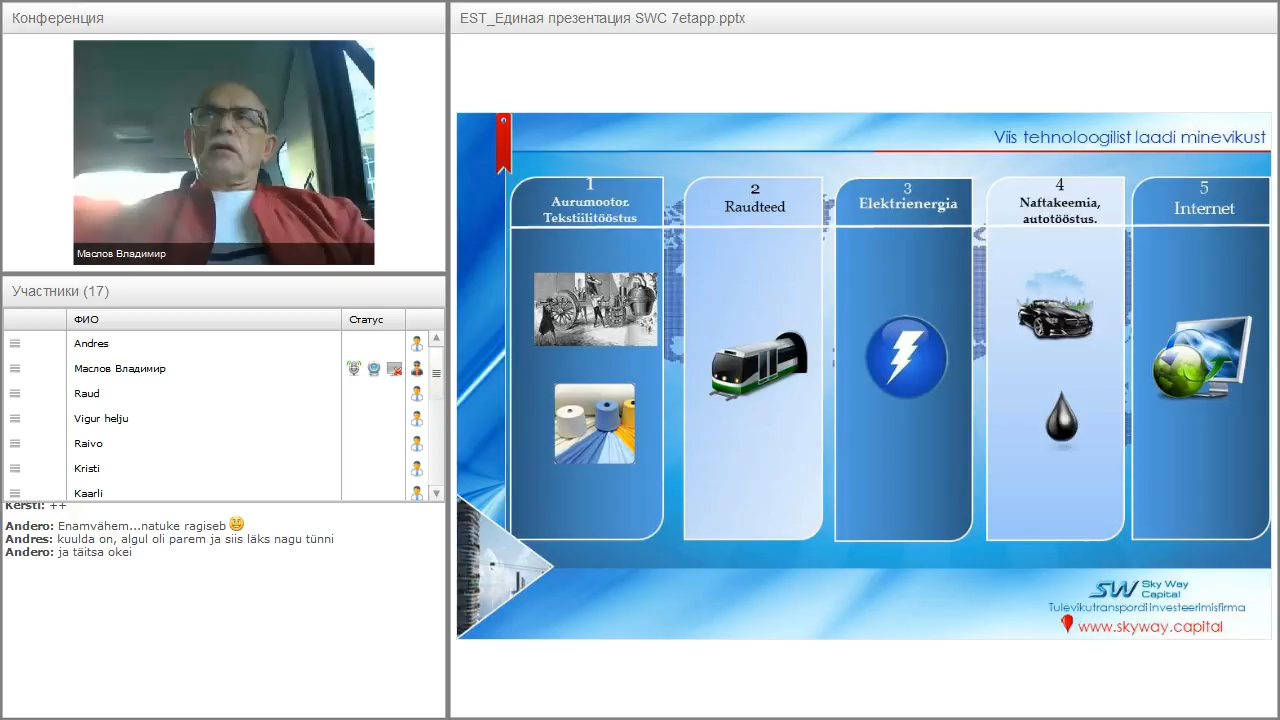 Конференция
Маслов Владимир
Участники (17)
ФИО
Статус
Andres
Маслов Владимир
Raud
Vigur helju
Raivo
Kristi
Kaarli
Kersti: ++
Andero: Enamvähem...natuke ragiseb
Andres: kuulda on, algul oli parem ja siis läks nagu tünni
Andero: ja täitsa okei
EST_Единая презентация SWC 7etapp.pptx
Viis tehnoloogilist laadi minevikust
1
Aurumootor.
Tekstiilitööstus
2
Raudteed
3
Elektrienergia
4
Naftakeemia,
autotööstus.
5
Internet
SW Sky Way
Capital
Tulevikutranspordi investeerimisfirma
www.skyway.capital